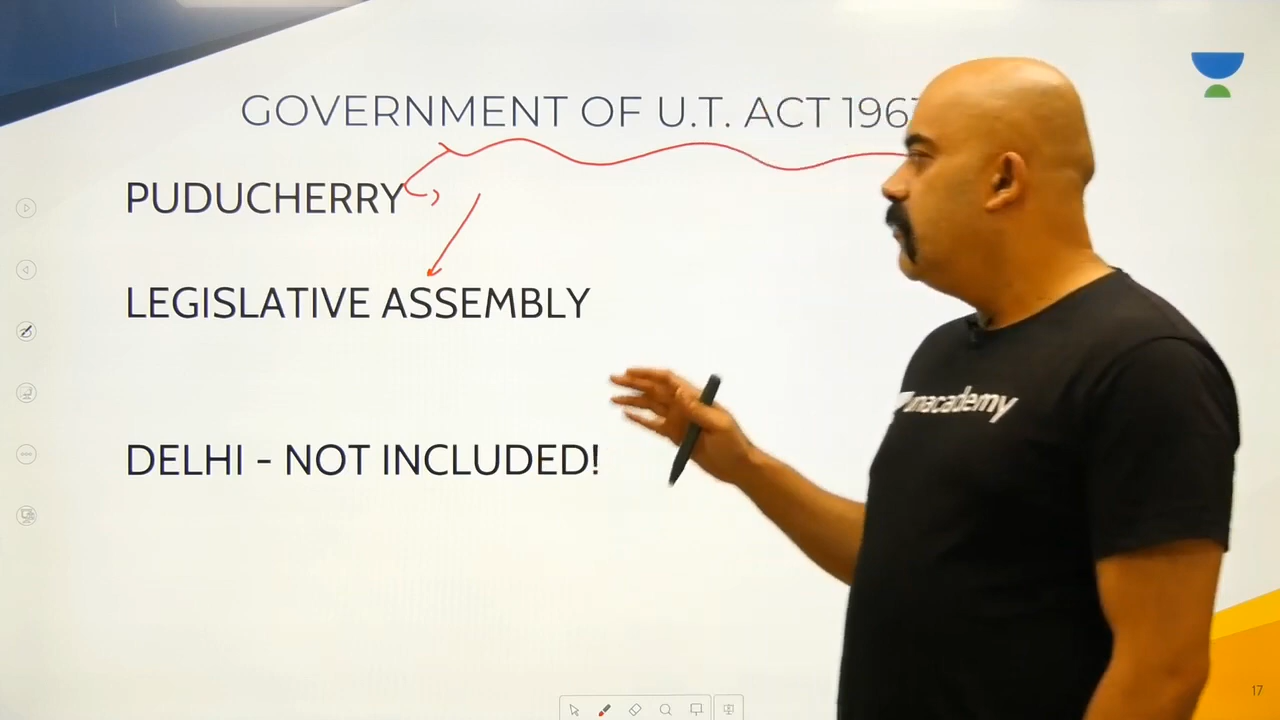 GOVERNMENT OF U.T. ACT 196
PUDUCHERRY
LEGISLATIVE ASSEMBLY
unacademy
DELHI - NOT INCLUDED!
17